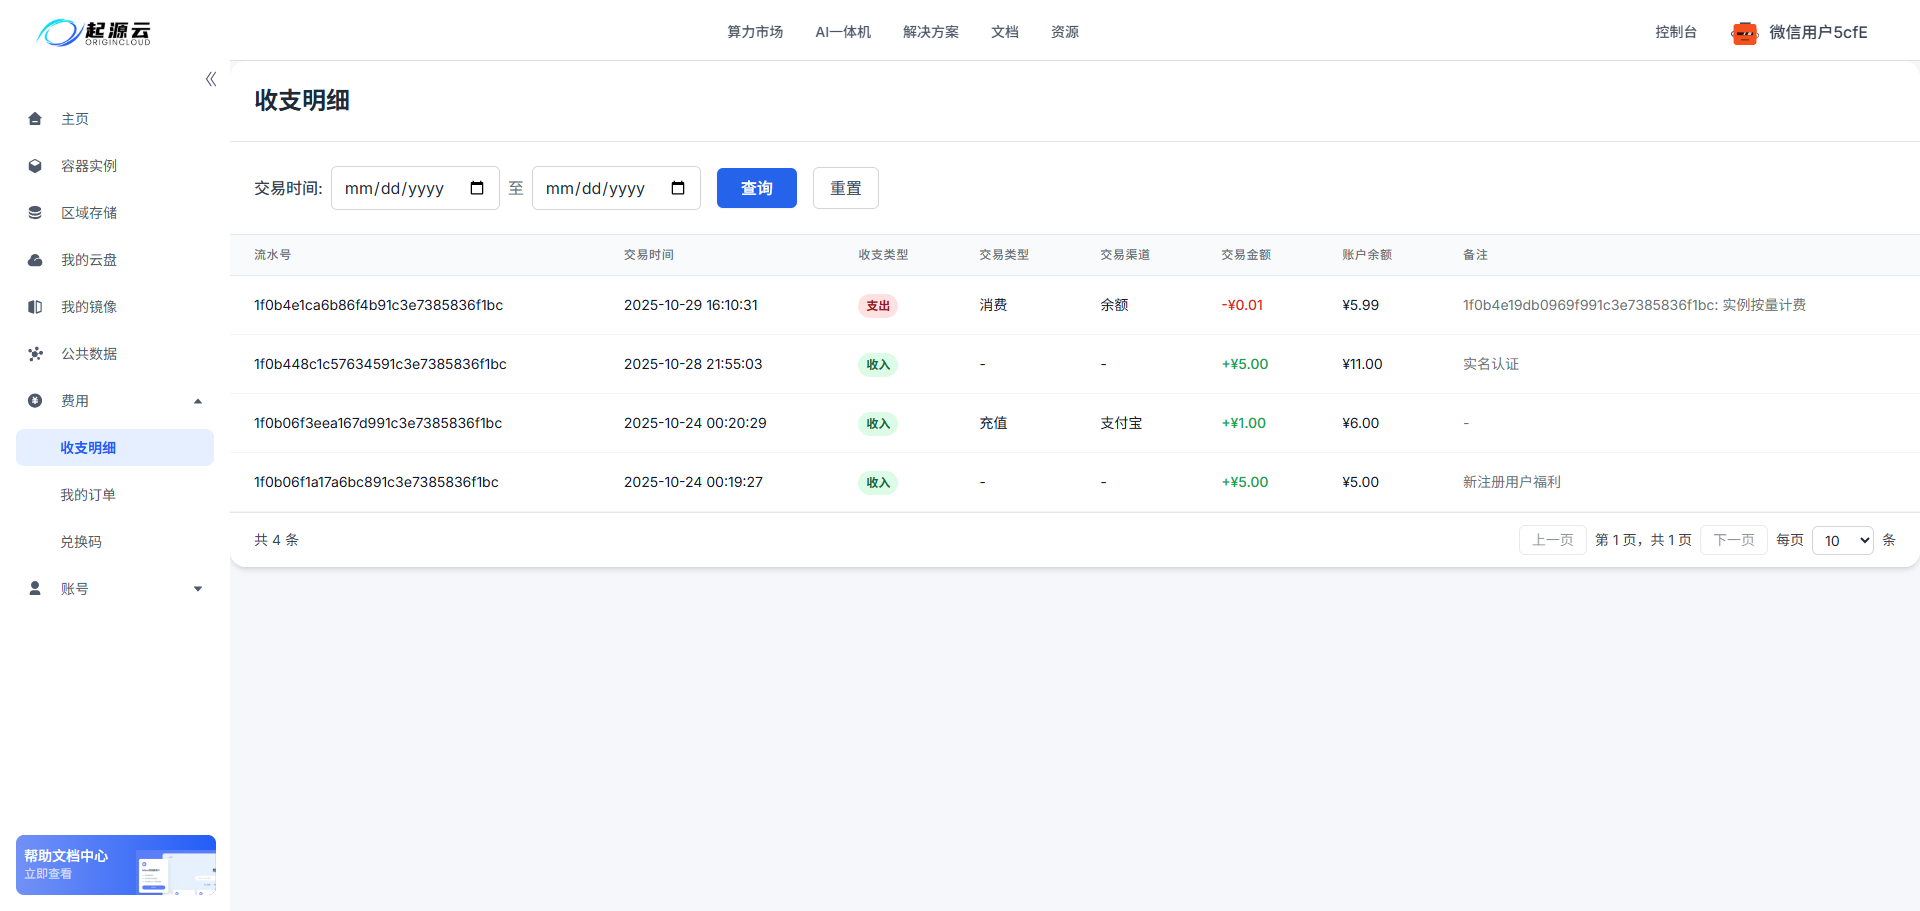 起源云
ORIGINCLOUD
算力市场 AI一体机 解决方案 文档 资源
控制台 微信用户5cfE
主页
容器实例
区域存储
我的云盘
我的镜像
公共数据
费用
收支明细
我的订单
兑换码
账号
帮助文档中心
立即查看
收支明细
交易时间: mm/dd/yyyy 至 mm/dd/yyyy 查询 重置
流水号 交易时间 收支类型 交易类型 交易渠道 交易金额 账户余额 备注
1f0b4e1ca6b86f4b91c3e7385836f1bc 2025-10-29 16:10:31 支出 消费 余额 -¥0.01 ¥5.99 1f0b4e19db0969f991c3e7385836f1bc: 实例按量计费
1f0b448c1c57634591c3e7385836f1bc 2025-10-28 21:55:03 收入 - - +¥5.00 ¥11.00 实名认证
1f0b06f3eea167d991c3e7385836f1bc 2025-10-24 00:20:29 收入 充值 支付宝 +¥1.00 ¥6.00 -
1f0b06f1a17a6bc891c3e7385836f1bc 2025-10-24 00:19:27 收入 - - +¥5.00 ¥5.00 新注册用户福利
共 4 条
上一页 第 1 页，共 1 页 下一页 每页 10 条